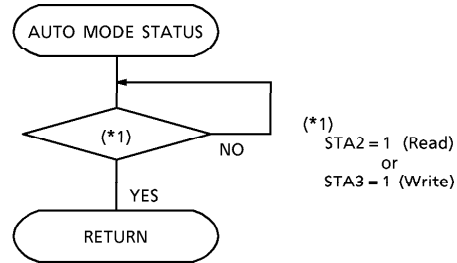 AUTO MODE STATUS
(*1)
NO
YES
RETURN
(*1)
STA2 = 1 (Read)
or
STA3 = 1 (Write)